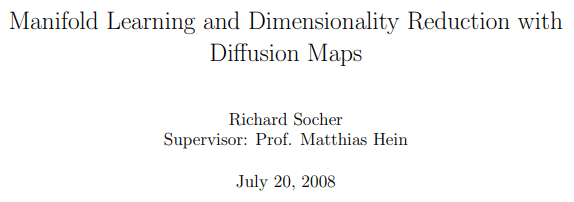 Manifold Learning and Dimensionality Reduction with
Diffusion Maps
Richard Socher
Supervisor: Prof. Matthias Hein
July 20, 2008